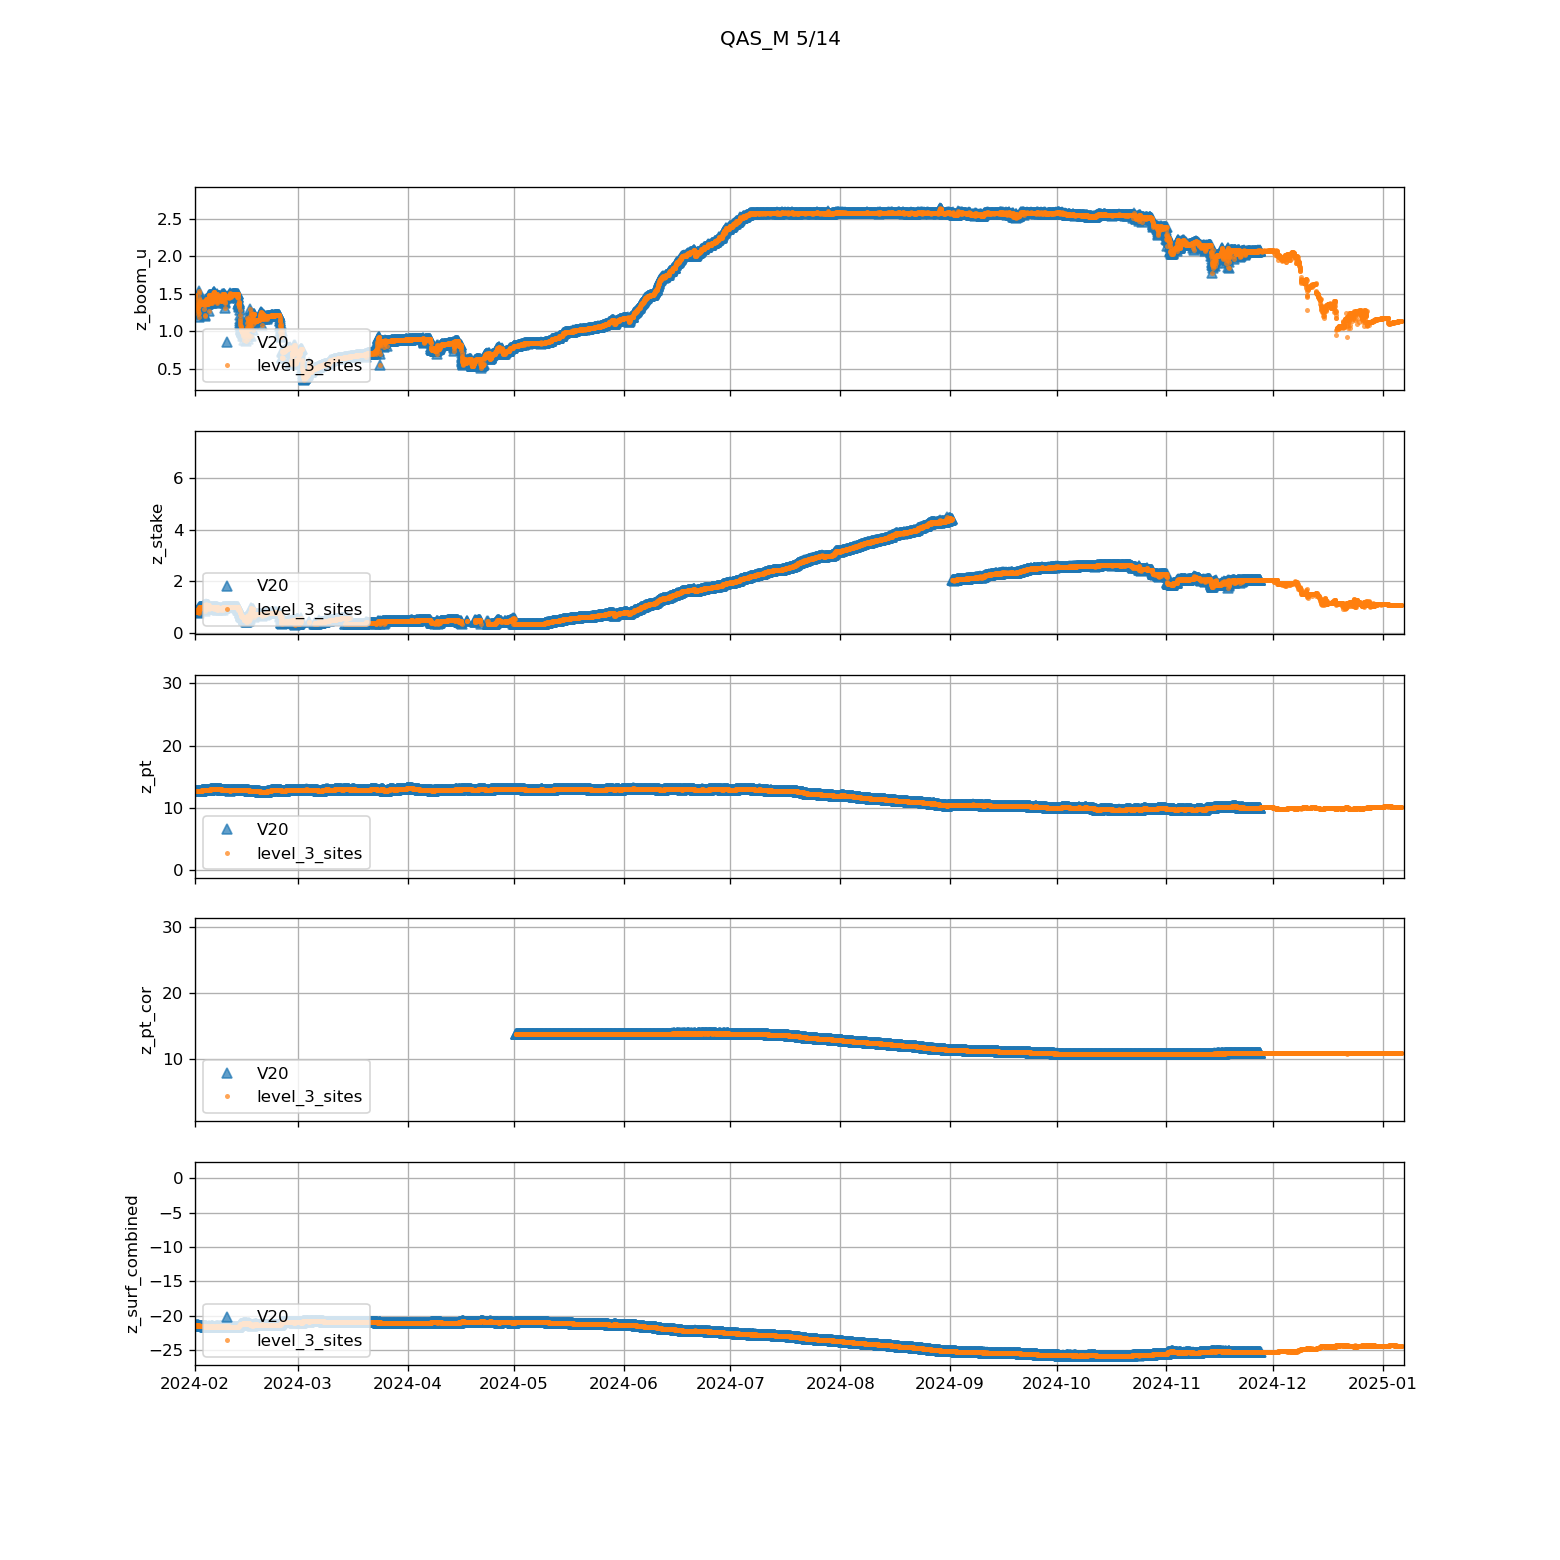 QAS_M 5/14
z_boom_u
2.5
2.0
1.5
1.0
0.5
V20
level_3_sites
z_stake
6
4
2
0
V20
level_3_sites
z_pt
30
20
10
0
V20
level_3_sites
z_pt_cor
30
20
10
V20
level_3_sites
z_surf_combined
0
−5
−10
−15
−20
−25
V20
level_3_sites
2024-02 2024-03 2024-04 2024-05 2024-06 2024-07 2024-08 2024-09 2024-10 2024-11 2024-12 2025-01